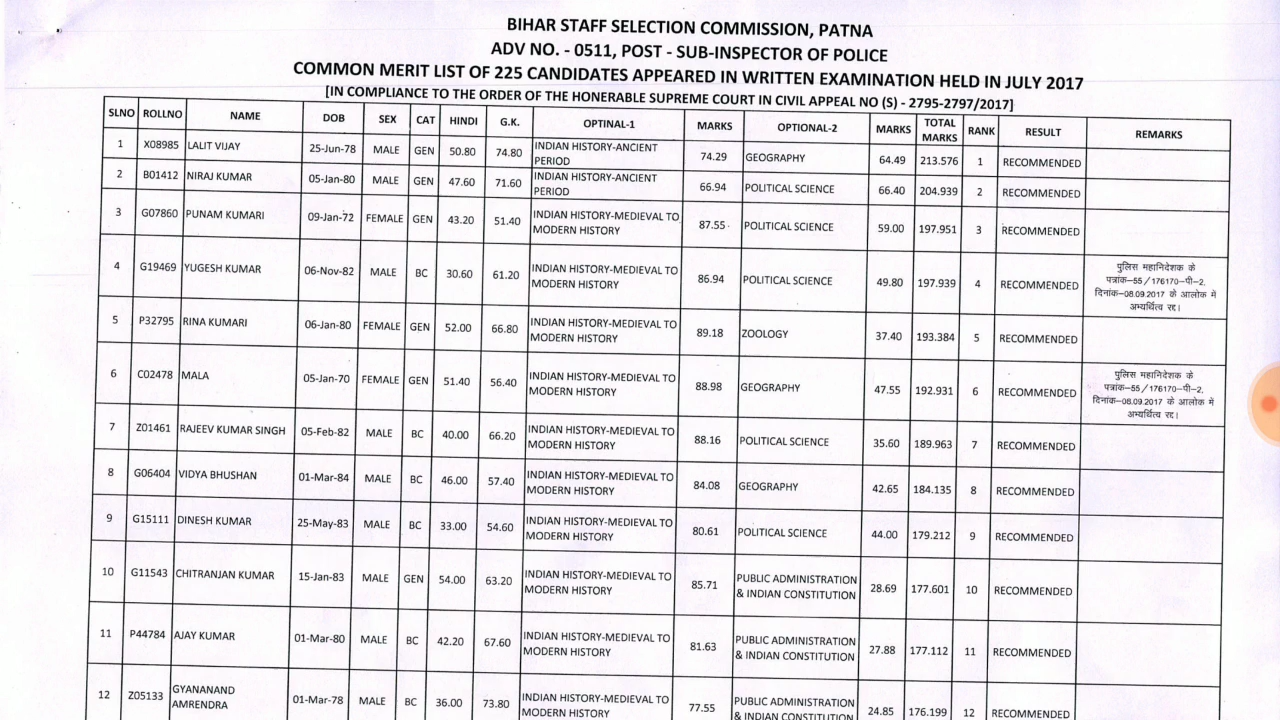 BIHAR STAFF SELECTION COMMISSION, PATNA
ADV NO. - 0511, POST - SUB-INSPECTOR OF POLICE
COMMON MERIT LIST OF 225 CANDIDATES APPEARED IN WRITTEN EXAMINATION HELD IN JULY 2017
[IN COMPLIANCE TO THE ORDER OF THE HONERABLE SUPREME COURT IN CIVIL APPEAL NO (S) - 2795-2797/2017]
SLNO ROLLNO NAME DOB SEX CAT HINDI G.K. OPTINAL-1 MARKS OPTIONAL-2 MARKS TOTAL MARKS RANK RESULT REMARKS
1 X08985 LALIT VIJAY 25-Jun-78 MALE GEN 50.80 74.80 INDIAN HISTORY-ANCIENT PERIOD 74.29 GEOGRAPHY 64.49 213.576 1 RECOMMENDED
2 B01412 NIRAJ KUMAR 05-Jan-80 MALE GEN 47.60 71.60 INDIAN HISTORY-ANCIENT PERIOD 66.94 POLITICAL SCIENCE 66.40 204.939 2 RECOMMENDED
3 G07860 PUNAM KUMARI 09-Jan-72 FEMALE GEN 43.20 51.40 INDIAN HISTORY-MEDIEVAL TO MODERN HISTORY 87.55 POLITICAL SCIENCE 59.00 197.951 3 RECOMMENDED
4 G19469 YUGESH KUMAR 06-Nov-82 MALE BC 30.60 61.20 INDIAN HISTORY-MEDIEVAL TO MODERN HISTORY 86.94 POLITICAL SCIENCE 49.80 197.939 4 RECOMMENDED पुलिस महानिदेशक के पत्रांक–55/176170–पी–2, दिनांक–08.09.2017 के आलोक में अभ्यर्थित्व रद्द।
5 P32795 RINA KUMARI 06-Jan-80 FEMALE GEN 52.00 66.80 INDIAN HISTORY-MEDIEVAL TO MODERN HISTORY 89.18 ZOOLOGY 37.40 193.384 5 RECOMMENDED
6 C02478 MALA 05-Jan-70 FEMALE GEN 51.40 56.40 INDIAN HISTORY-MEDIEVAL TO MODERN HISTORY 88.98 GEOGRAPHY 47.55 192.931 6 RECOMMENDED पुलिस महानिदेशक के पत्रांक–55/176170–पी–2, दिनांक–08.09.2017 के आलोक में अभ्यर्थित्व रद्द।
7 Z01461 RAJEEV KUMAR SINGH 05-Feb-82 MALE BC 40.00 66.20 INDIAN HISTORY-MEDIEVAL TO MODERN HISTORY 88.16 POLITICAL SCIENCE 35.60 189.963 7 RECOMMENDED
8 G06404 VIDYA BHUSHAN 01-Mar-84 MALE BC 46.00 57.40 INDIAN HISTORY-MEDIEVAL TO MODERN HISTORY 84.08 GEOGRAPHY 42.65 184.135 8 RECOMMENDED
9 G15111 DINESH KUMAR 25-May-83 MALE BC 33.00 54.60 INDIAN HISTORY-MEDIEVAL TO MODERN HISTORY 80.61 POLITICAL SCIENCE 44.00 179.212 9 RECOMMENDED
10 G11543 CHITRANJAN KUMAR 15-Jan-83 MALE GEN 54.00 63.20 INDIAN HISTORY-MEDIEVAL TO MODERN HISTORY 85.71 PUBLIC ADMINISTRATION & INDIAN CONSTITUTION 28.69 177.601 10 RECOMMENDED
11 P44784 AJAY KUMAR 01-Mar-80 MALE BC 42.20 67.60 INDIAN HISTORY-MEDIEVAL TO MODERN HISTORY 81.63 PUBLIC ADMINISTRATION & INDIAN CONSTITUTION 27.88 177.112 11 RECOMMENDED
12 Z05133 GYANANAND AMRENDRA 01-Mar-78 MALE BC 36.00 73.80 INDIAN HISTORY-MEDIEVAL TO MODERN HISTORY 77.55 PUBLIC ADMINISTRATION & INDIAN CONSTITUTION 24.85 176.199 12 RECOMMENDED